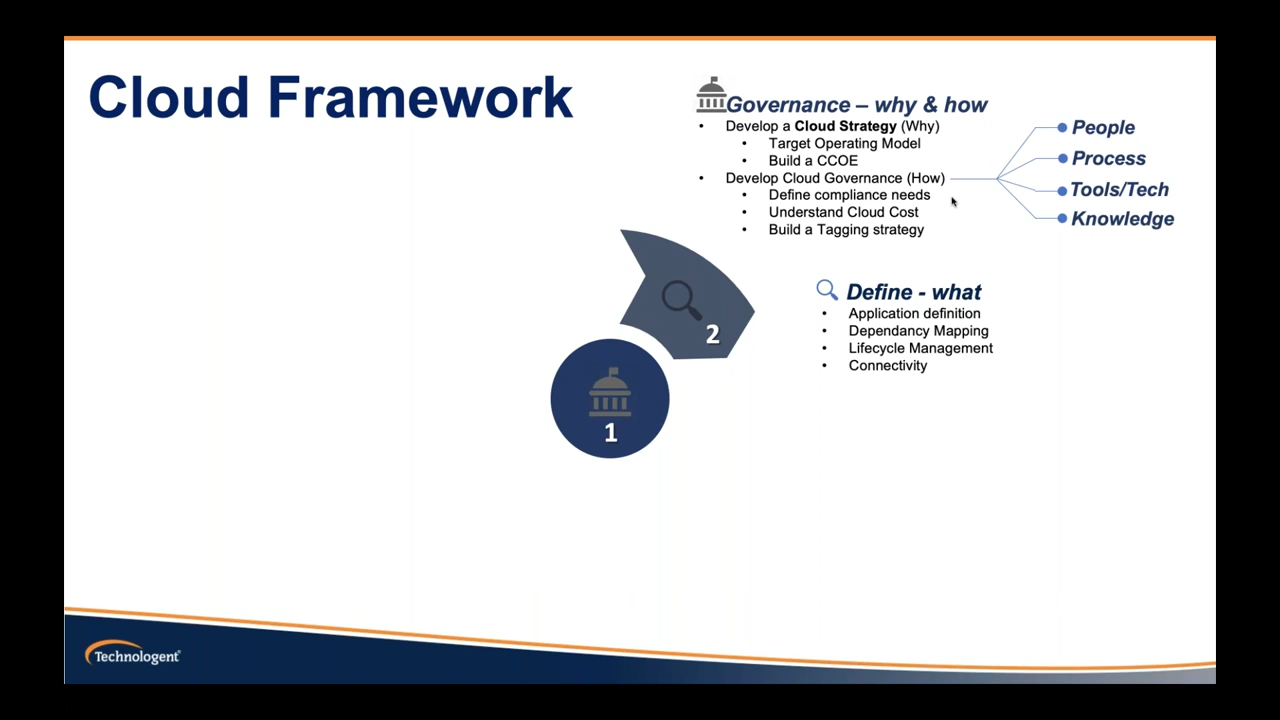 Cloud Framework
Governance – why & how
• Develop a Cloud Strategy (Why)
• Target Operating Model
• Build a CCOE
• Develop Cloud Governance (How)
• Define compliance needs
• Understand Cloud Cost
• Build a Tagging strategy
People
Process
Tools/Tech
Knowledge
Define - what
• Application definition
• Dependancy Mapping
• Lifecycle Management
• Connectivity
2
1
Technologent